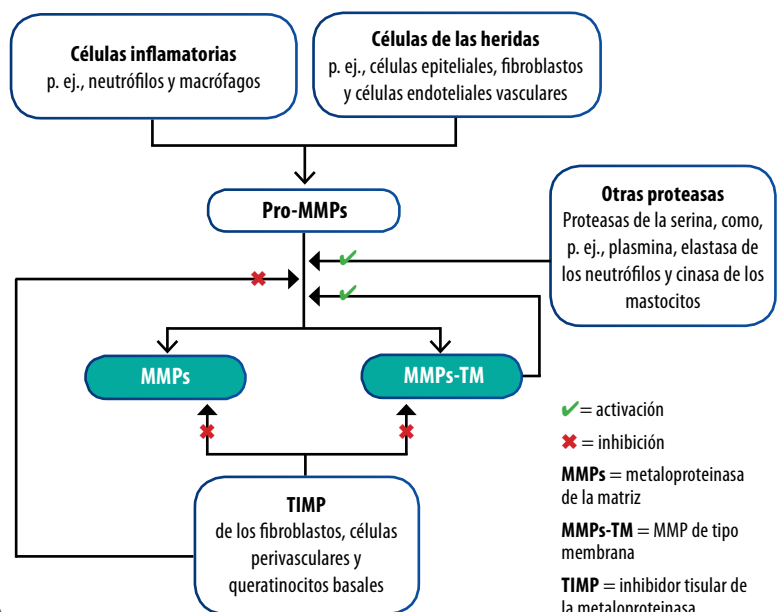 Células inflamatorias
p. ej., neutrófilos y macrófagos
Células de las heridas
p. ej., células epiteliales, fibroblastos
y células endoteliales vasculares
Pro-MMPs
Otras proteasas
Proteasas de la serina, como,
p. ej., plasmina, elastasa de
los neutrófilos y cinasa de los
mastocitos
MMPs
MMPs-TM
TIMP
de los fibroblastos, células
perivasculares y
queratinocitos basales
✔= activación
✖ = inhibición
MMPs = metaloproteinasa
de la matriz
MMPs-TM = MMP de tipo
membrana
TIMP = inhibidor tisular de
la metaloproteinasa